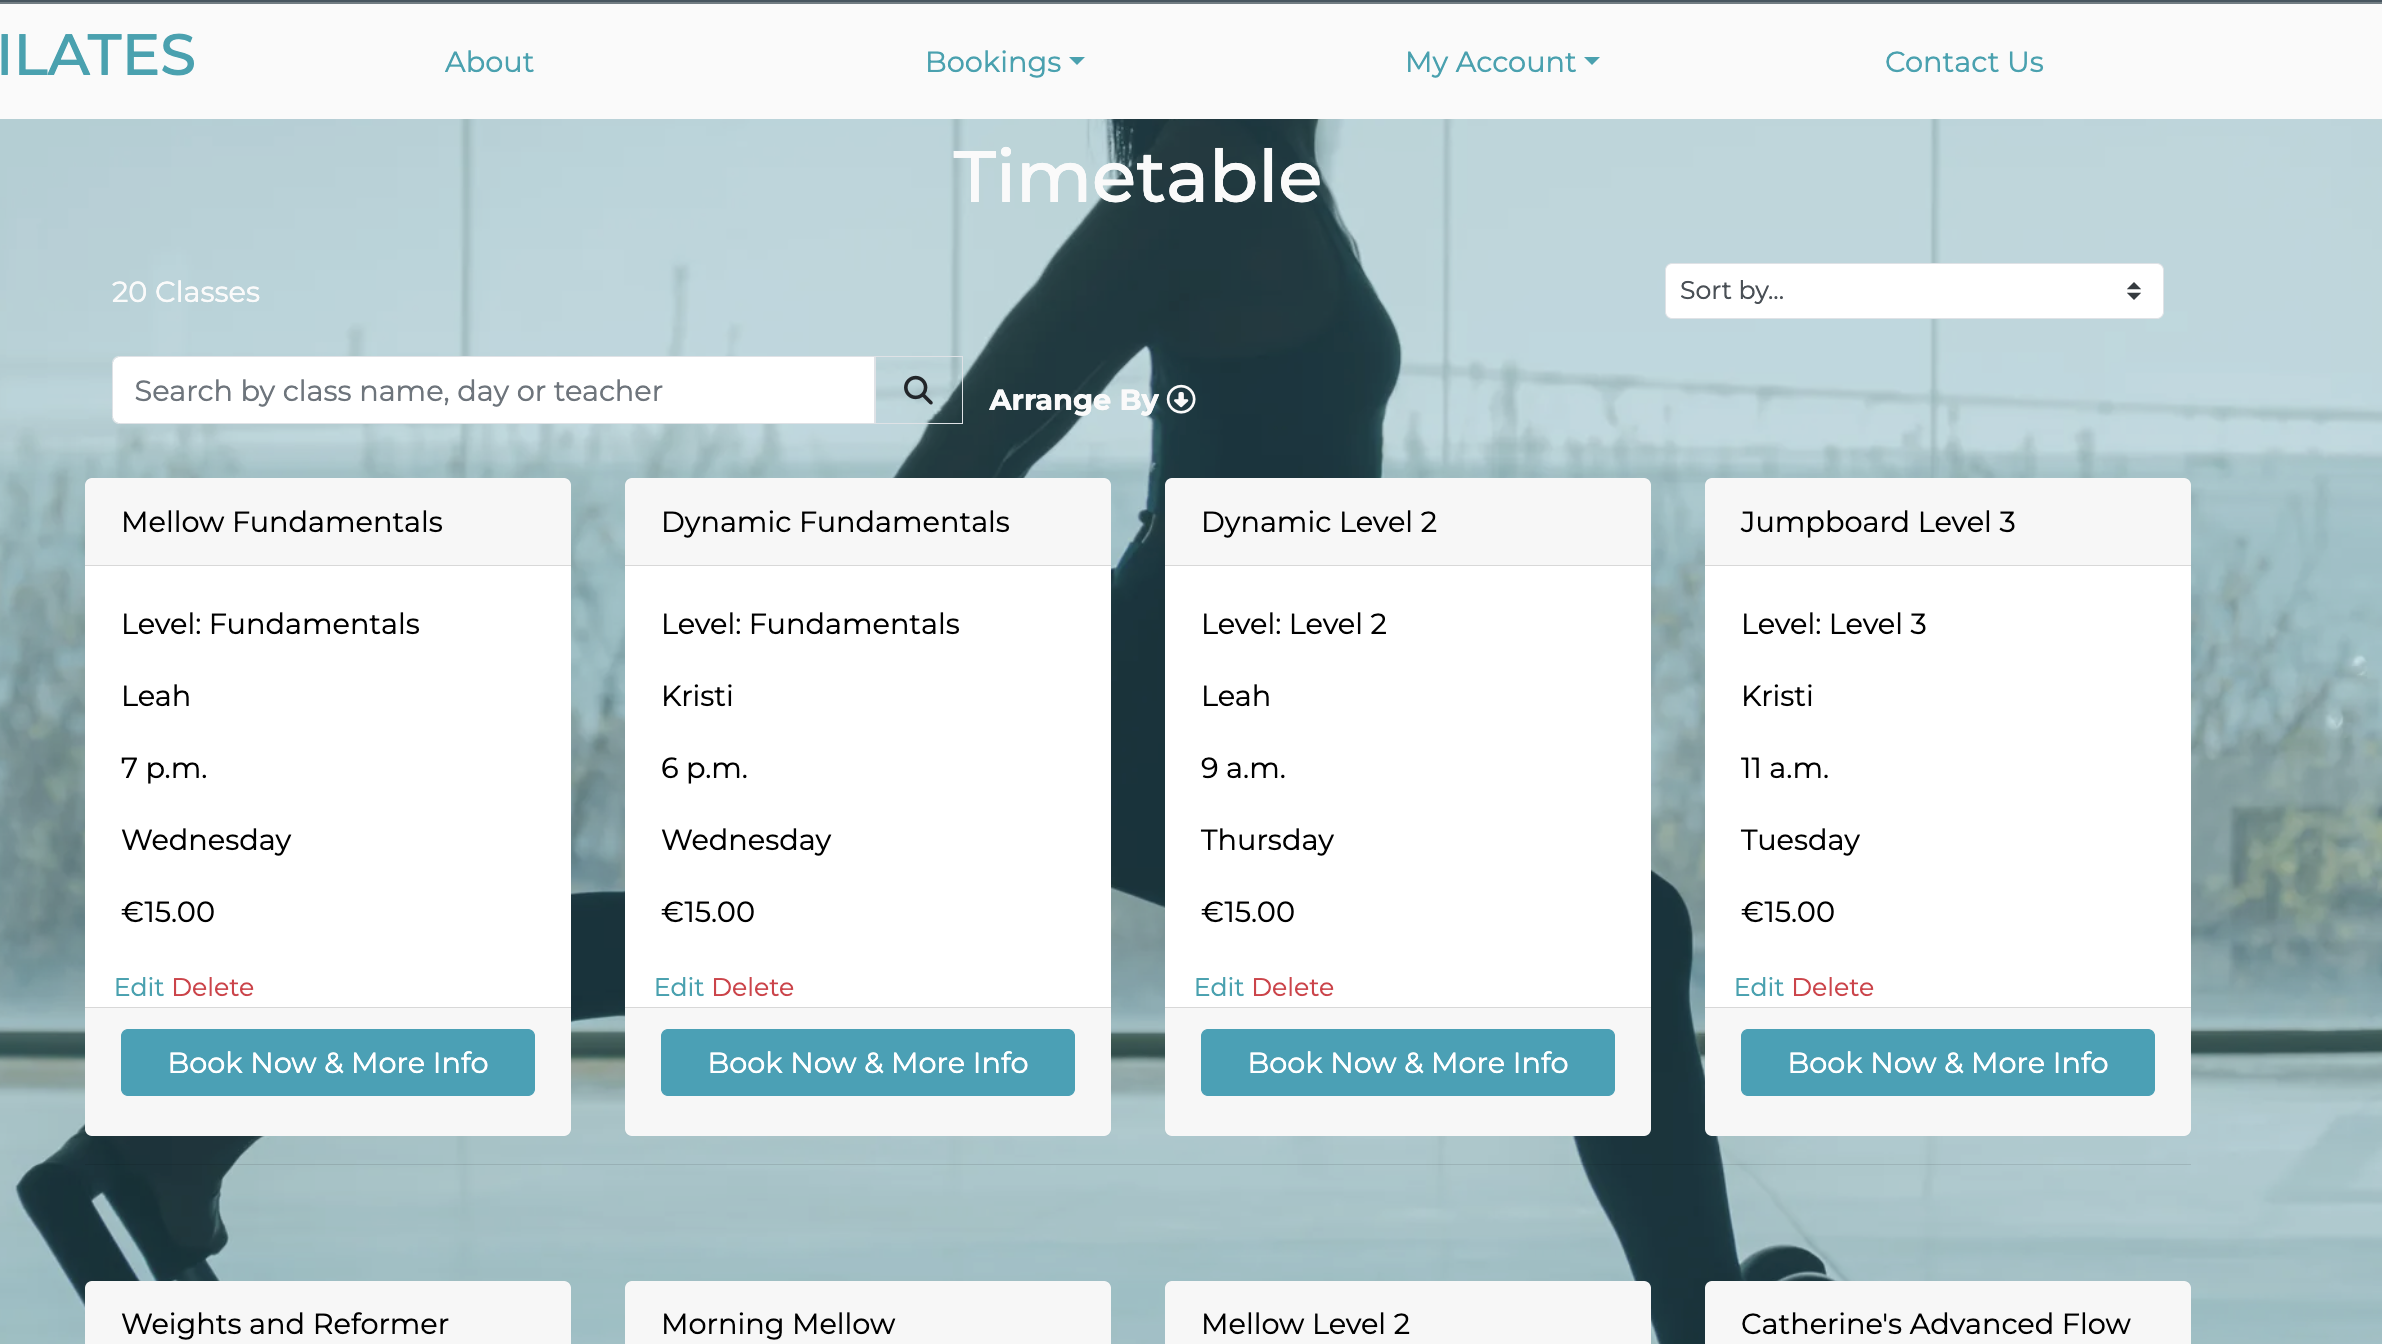 ILATES
About
Bookings
My Account
Contact Us
Timetable
20 Classes
Sort by...
Search by class name, day or teacher
Arrange By
Mellow Fundamentals
Level: Fundamentals
Leah
7 p.m.
Wednesday
€15.00
Edit Delete
Book Now & More Info
Dynamic Fundamentals
Level: Fundamentals
Kristi
6 p.m.
Wednesday
€15.00
Edit Delete
Book Now & More Info
Dynamic Level 2
Level: Level 2
Leah
9 a.m.
Thursday
€15.00
Edit Delete
Book Now & More Info
Jumpboard Level 3
Level: Level 3
Kristi
11 a.m.
Tuesday
€15.00
Edit Delete
Book Now & More Info
Weights and Reformer
Morning Mellow
Mellow Level 2
Catherine's Advanced Flow